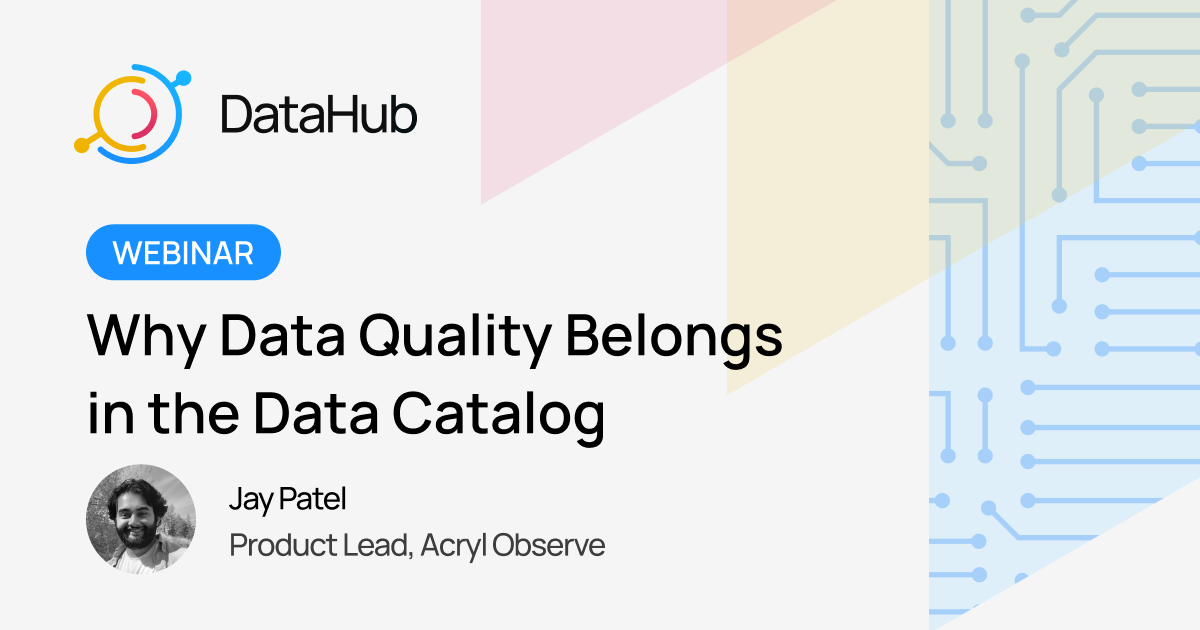 DataHub
WEBINAR
Why Data Quality Belongs
in the Data Catalog
Jay Patel
Product Lead, Acryl Observe